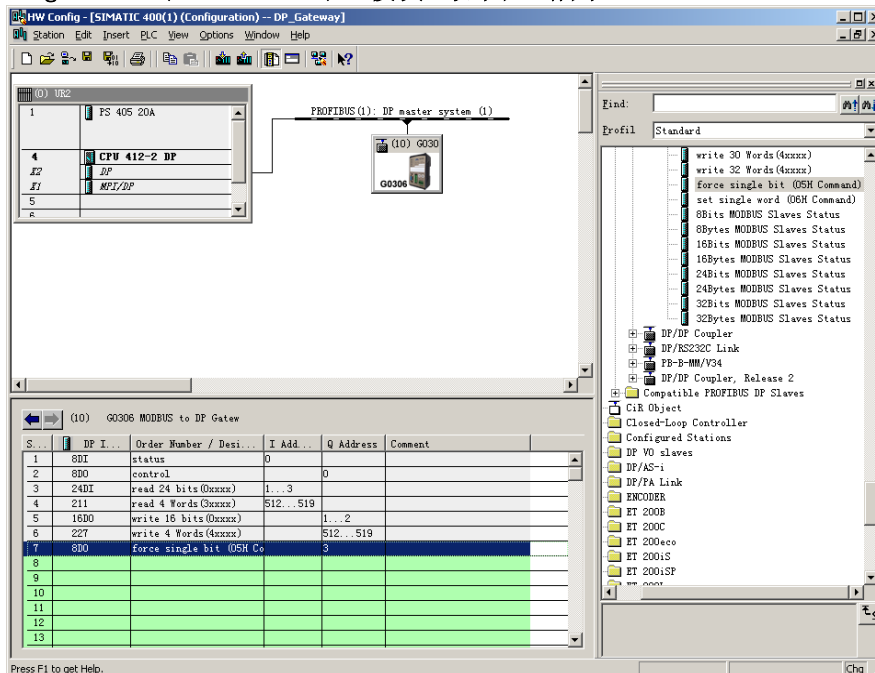 HW Config - [SIMATIC 400(1) (Configuration) -- DP_Gateway]
Station Edit Insert PLC View Options Window Help
(0) UR2
1 PS 405 20A
4 CPU 412-2 DP
X2 DP
X1 MPI/DP
5
6
PROFIBUS(1): DP master system (1)
(10) G030
G0306
Find:
Profil Standard
write 30 Words(4xxxx)
write 32 Words(4xxxx)
force single bit (05H Command)
set single word (06H Command)
8Bits MODBUS Slaves Status
8Bytes MODBUS Slaves Status
16Bits MODBUS Slaves Status
16Bytes MODBUS Slaves Status
24Bits MODBUS Slaves Status
24Bytes MODBUS Slaves Status
32Bits MODBUS Slaves Status
32Bytes MODBUS Slaves Status
DP/DP Coupler
DP/RS232C Link
PB-B-MM/V34
DP/DP Coupler, Release 2
Compatible PROFIBUS DP Slaves
CiR Object
Closed-Loop Controller
Configured Stations
DP V0 slaves
DP/AS-i
DP/PA Link
ENCODER
ET 200B
ET 200C
ET 200eco
ET 200iS
ET 200iSP
(10) G0306 MODBUS to DP Gatew
S... DP I... Order Number / Desi... I Add... Q Address Comment
1 8DI status 0
2 8DO control 0
3 24DI read 24 bits(0xxxx) 1...3
4 211 read 4 Words(3xxxx) 512...519
5 16DO write 16 bits(0xxxx) 1...2
6 227 write 4 Words(4xxxx) 512...519
7 8DO force single bit (05H Co 3
8
9
10
11
12
13
Press F1 to get Help.
Chg